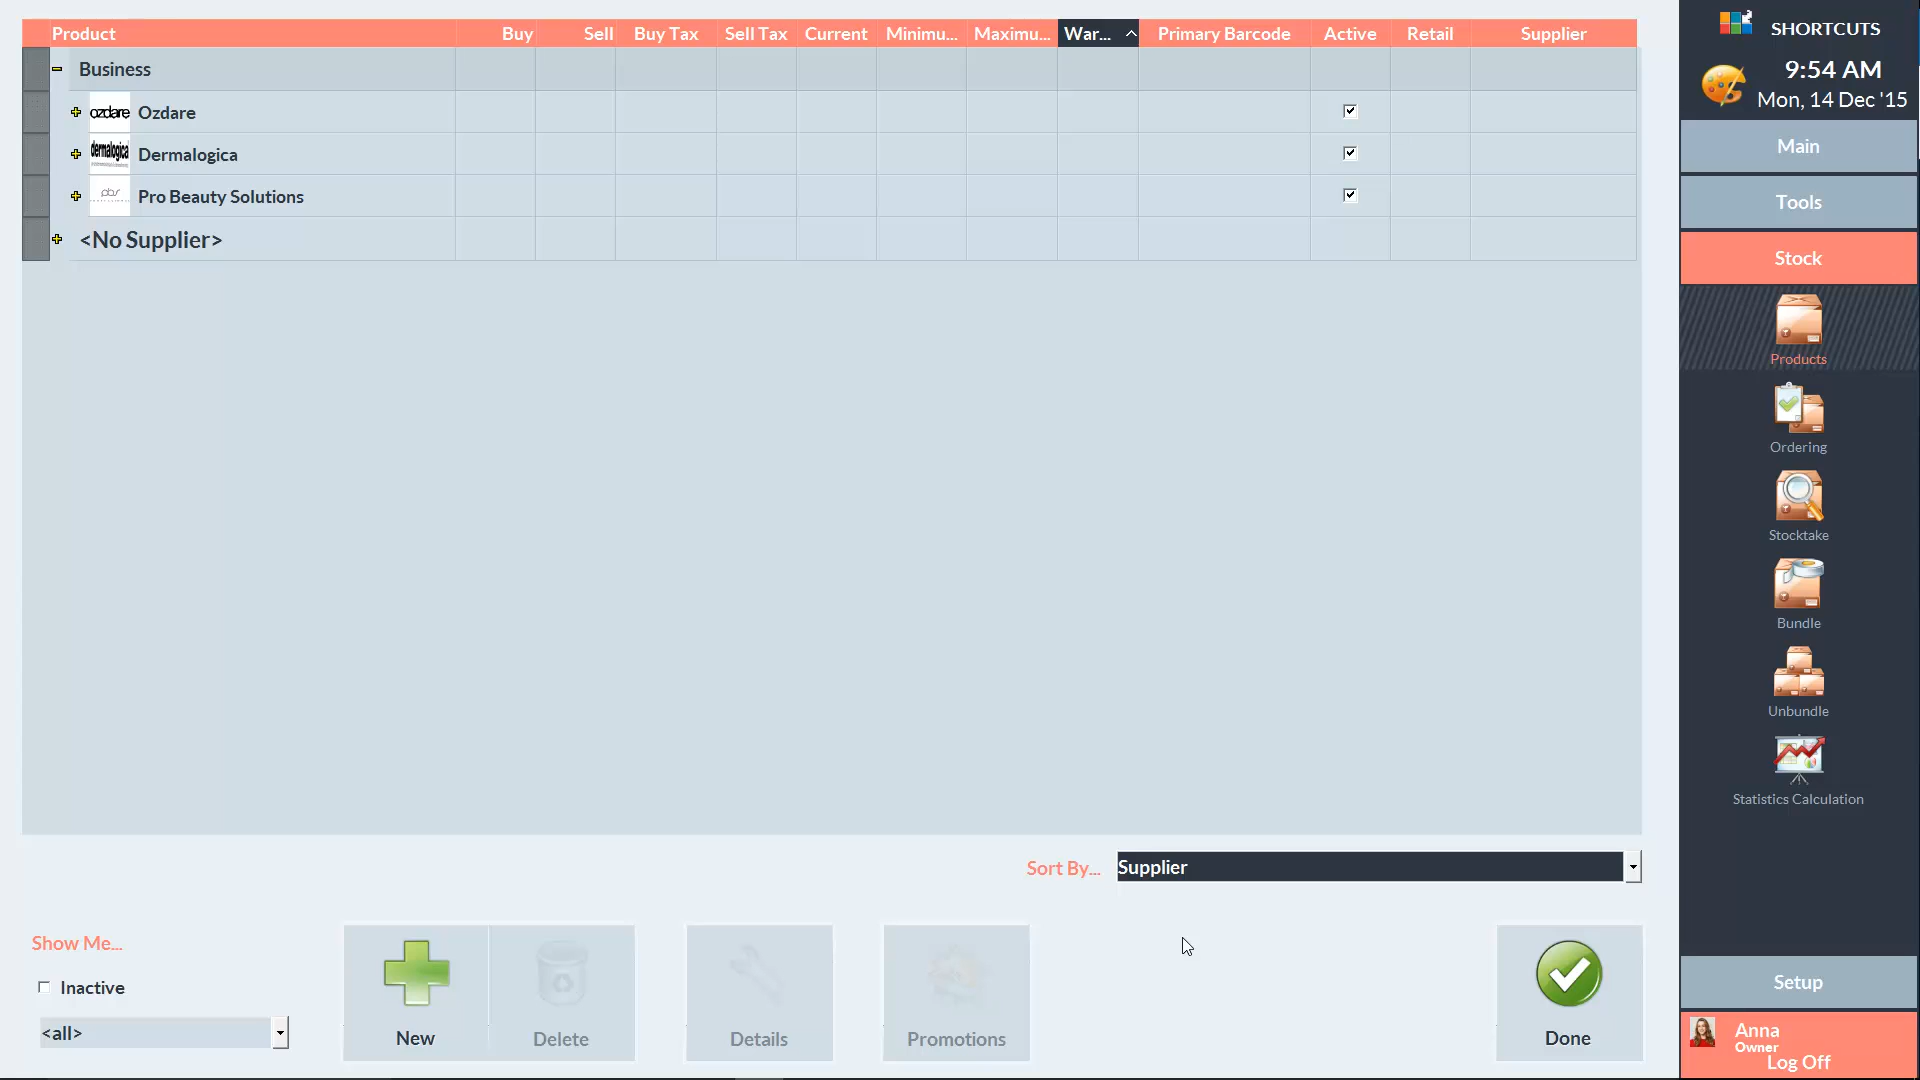 Product Buy Sell Buy Tax Sell Tax Current Minimu... Maximu... War... Primary Barcode Active Retail Supplier
Business
ozdare Ozdare
dermalogica Dermalogica
pbs Pro Beauty Solutions
<No Supplier>
Sort By... Supplier
Show Me...
Inactive
<all>
New
Delete
Details
Promotions
Done
SHORTCUTS
9:54 AM
Mon, 14 Dec '15
Main
Tools
Stock
Products
Ordering
Stocktake
Bundle
Unbundle
Statistics Calculation
Setup
Anna
Owner
Log Off